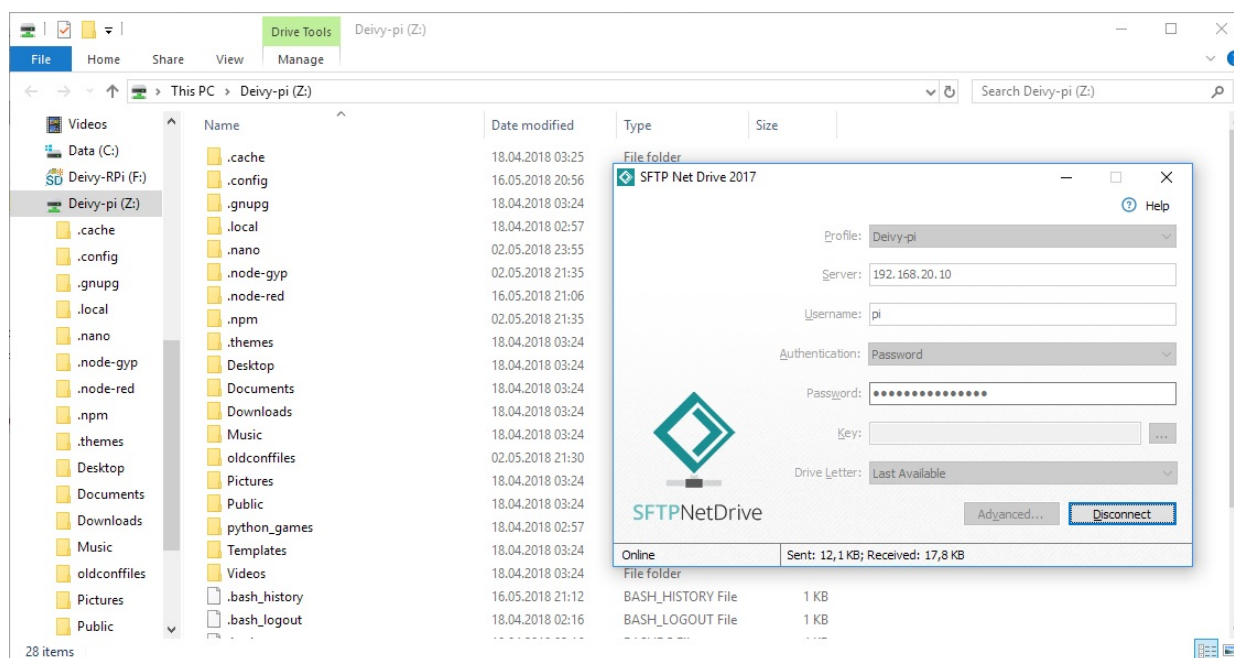 Drive Tools Deivy-pi (Z:)
File Home Share View Manage
This PC › Deivy-pi (Z:) Search Deivy-pi (Z:)
Videos
Data (C:)
SD Deivy-RPi (F:)
Deivy-pi (Z:)
.cache
.config
.gnupg
.local
.nano
.node-gyp
.node-red
.npm
.themes
Desktop
Documents
Downloads
Music
oldconffiles
Pictures
Public
Name Date modified Type Size
.cache 18.04.2018 03:25 File folder
.config 16.05.2018 20:56
.gnupg 18.04.2018 03:24
.local 18.04.2018 02:57
.nano 02.05.2018 23:55
.node-gyp 02.05.2018 21:35
.node-red 16.05.2018 21:06
.npm 02.05.2018 21:35
.themes 18.04.2018 03:24
Desktop 18.04.2018 03:24
Documents 18.04.2018 03:24
Downloads 18.04.2018 03:24
Music 18.04.2018 03:24
oldconffiles 02.05.2018 21:30
Pictures 18.04.2018 03:24
Public 18.04.2018 03:24
python_games 18.04.2018 02:57
Templates 18.04.2018 03:24
Videos 18.04.2018 03:24 File folder
.bash_history 16.05.2018 21:12 BASH_HISTORY File 1 KB
.bash_logout 18.04.2018 02:16 BASH_LOGOUT File 1 KB
28 items
SFTP Net Drive 2017
? Help
Profile: Deivy-pi
Server: 192.168.20.10
Username: pi
Authentication: Password
Password: •••••••••••••••
Key: ...
Drive Letter: Last Available
SFTPNetDrive
Advanced... Disconnect
Online Sent: 12,1 KB; Received: 17,8 KB